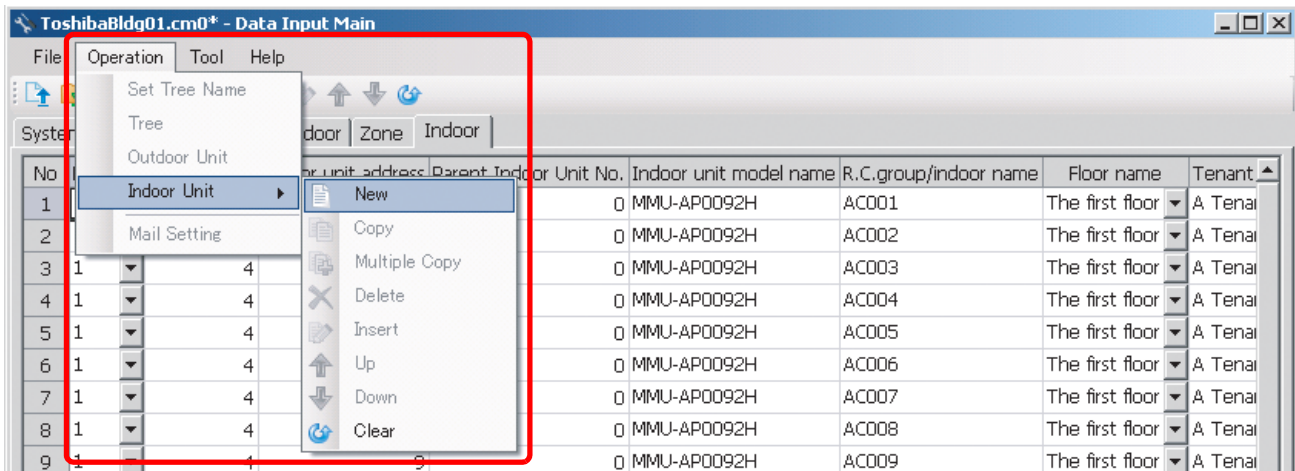 ToshibaBldg01.cm0* - Data Input Main
File Operation Tool Help
Set Tree Name
Tree
Outdoor Unit
Indoor Unit
Mail Setting
New
Copy
Multiple Copy
Delete
Insert
Up
Down
Clear
Zone Indoor
No unit address Parent Indoor Unit No. Indoor unit model name R.C.group/indoor name Floor name Tenant
1 0 MMU-AP0092H AC001 The first floor A
2 0 MMU-AP0092H AC002 The first floor A
3 1 4 0 MMU-AP0092H AC003 The first floor A
4 1 4 0 MMU-AP0092H AC004 The first floor A
5 1 4 0 MMU-AP0092H AC005 The first floor A
6 1 4 0 MMU-AP0092H AC006 The first floor A
7 1 4 0 MMU-AP0092H AC007 The first floor A
8 1 4 0 MMU-AP0092H AC008 The first floor A
9 1 4 9 0 MMU-AP0092H AC009 The first floor A